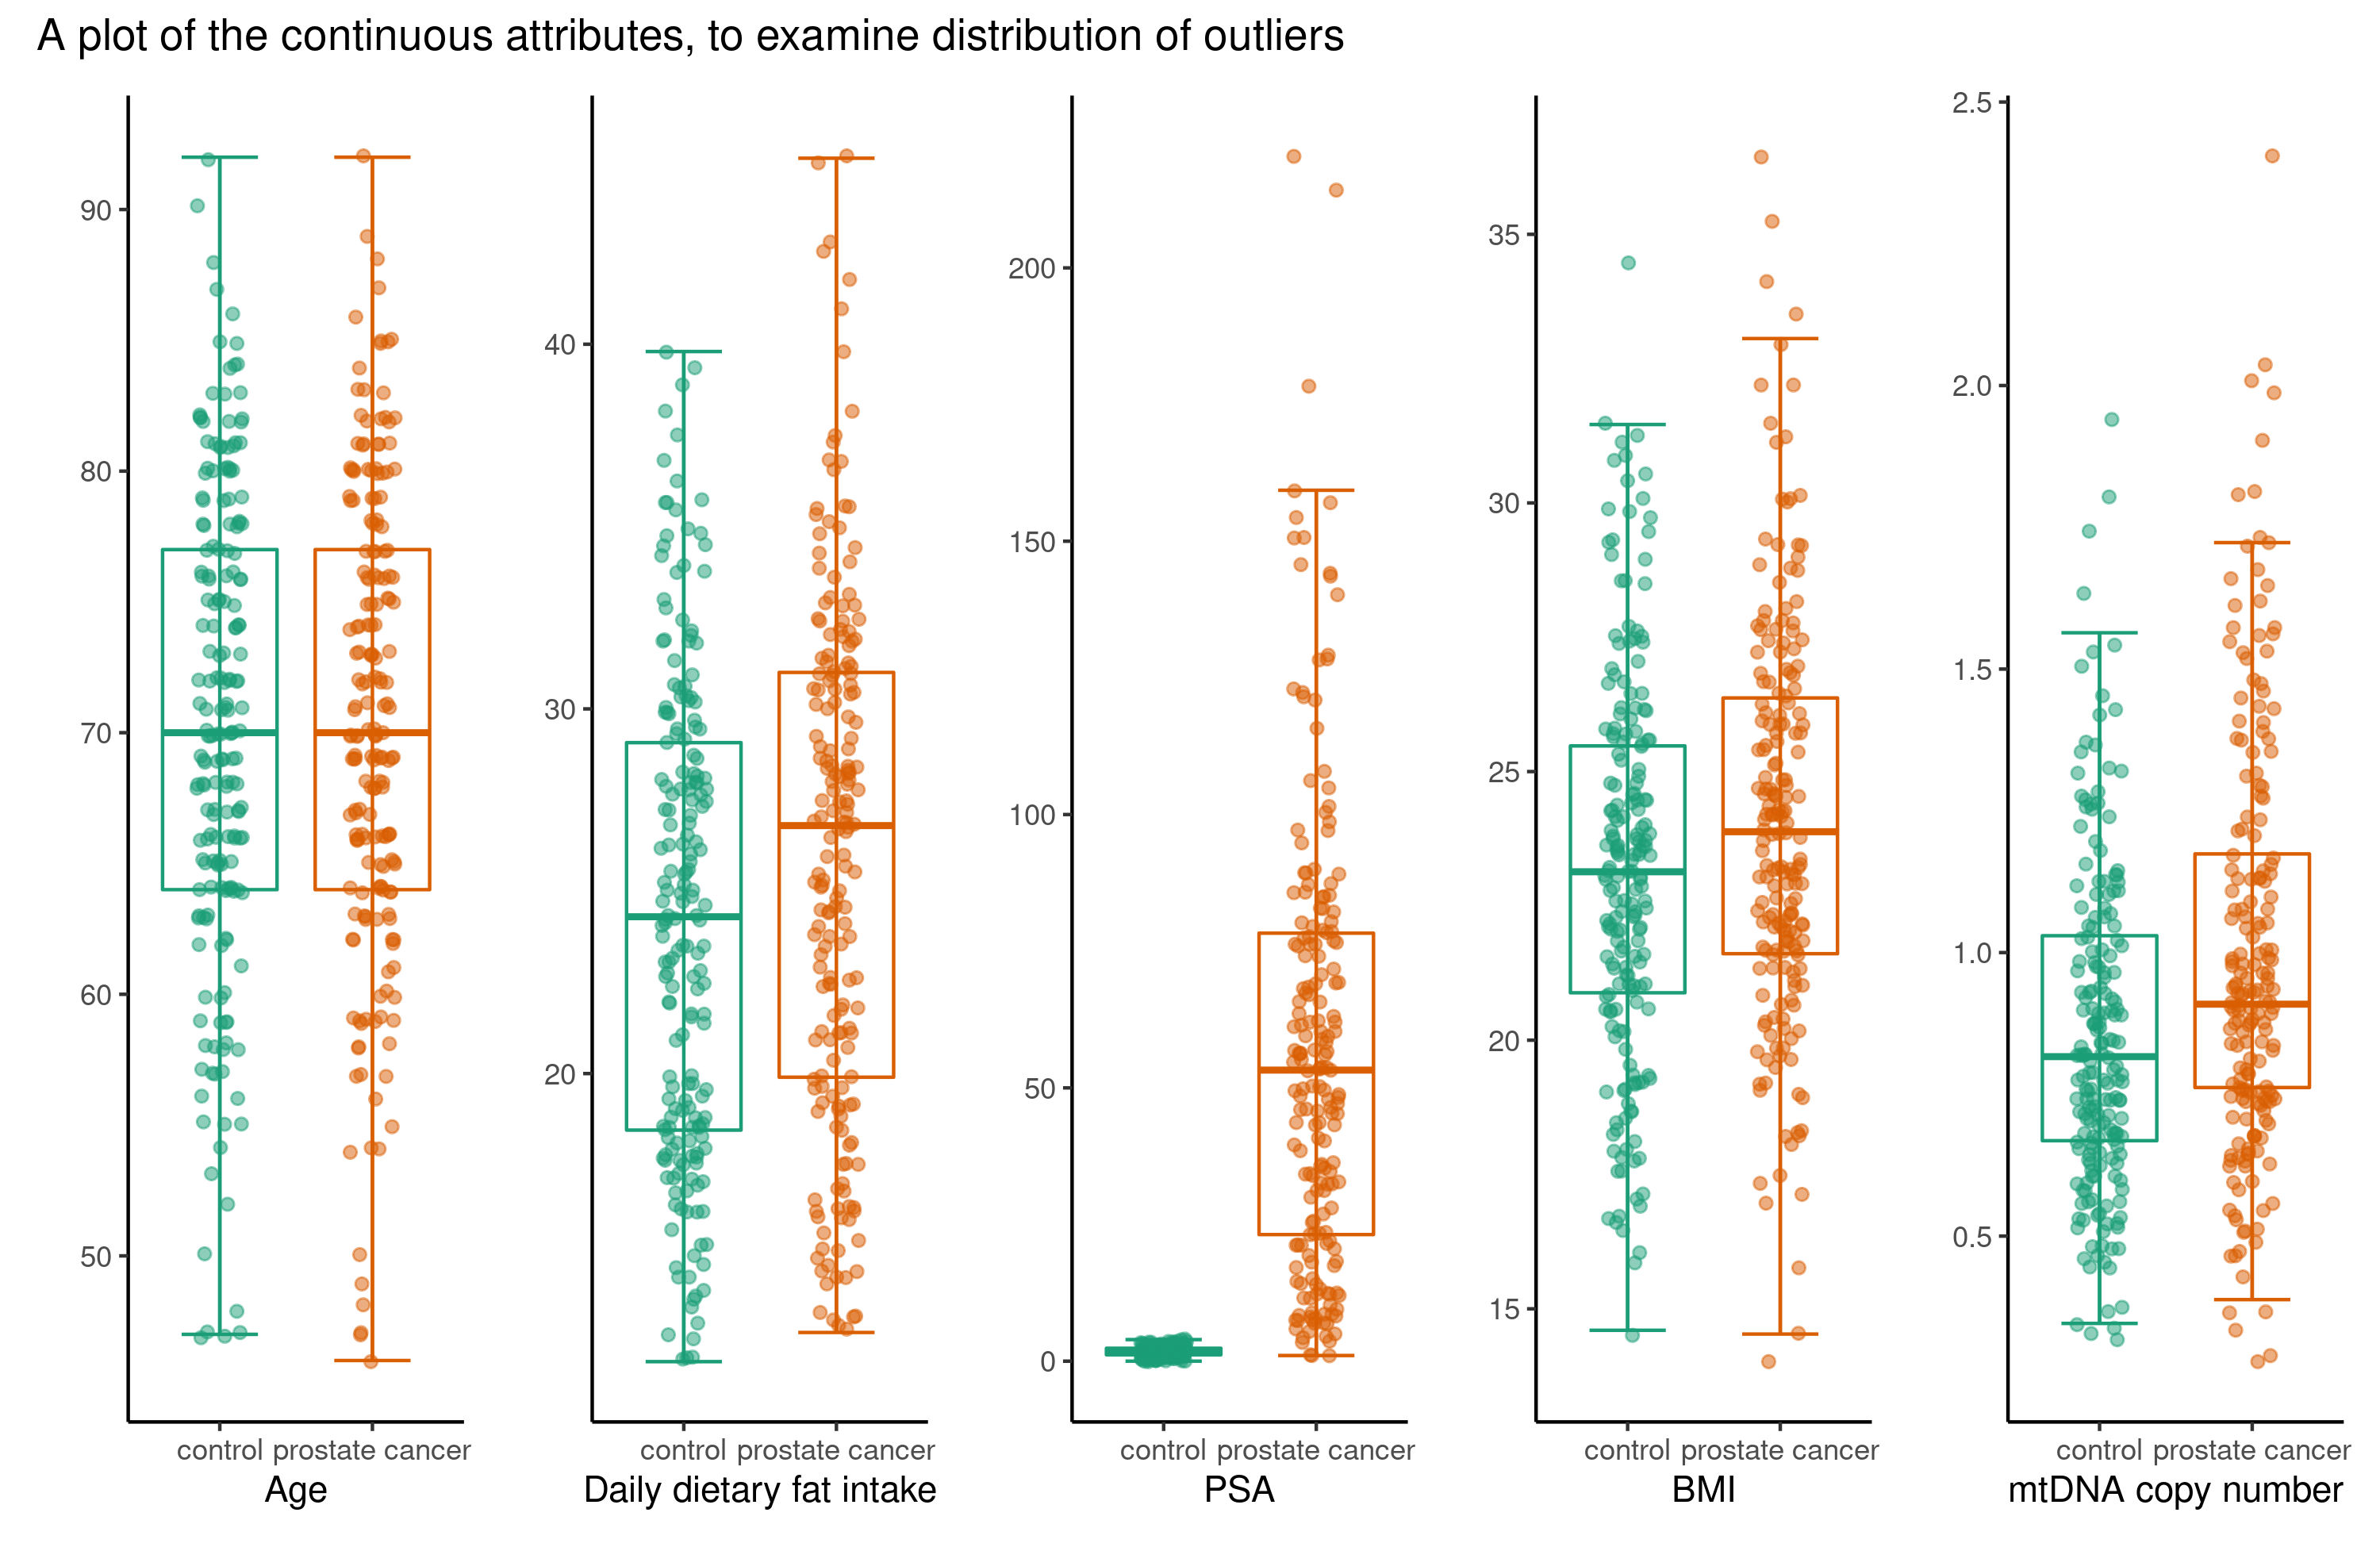 A plot of the continuous attributes, to examine distribution of outliers
90
80
70
60
50
control prostate cancer
Age
40
30
20
control prostate cancer
Daily dietary fat intake
200
150
100
50
0
control prostate cancer
PSA
35
30
25
20
15
control prostate cancer
BMI
2.5
2.0
1.5
1.0
0.5
control prostate cancer
mtDNA copy number